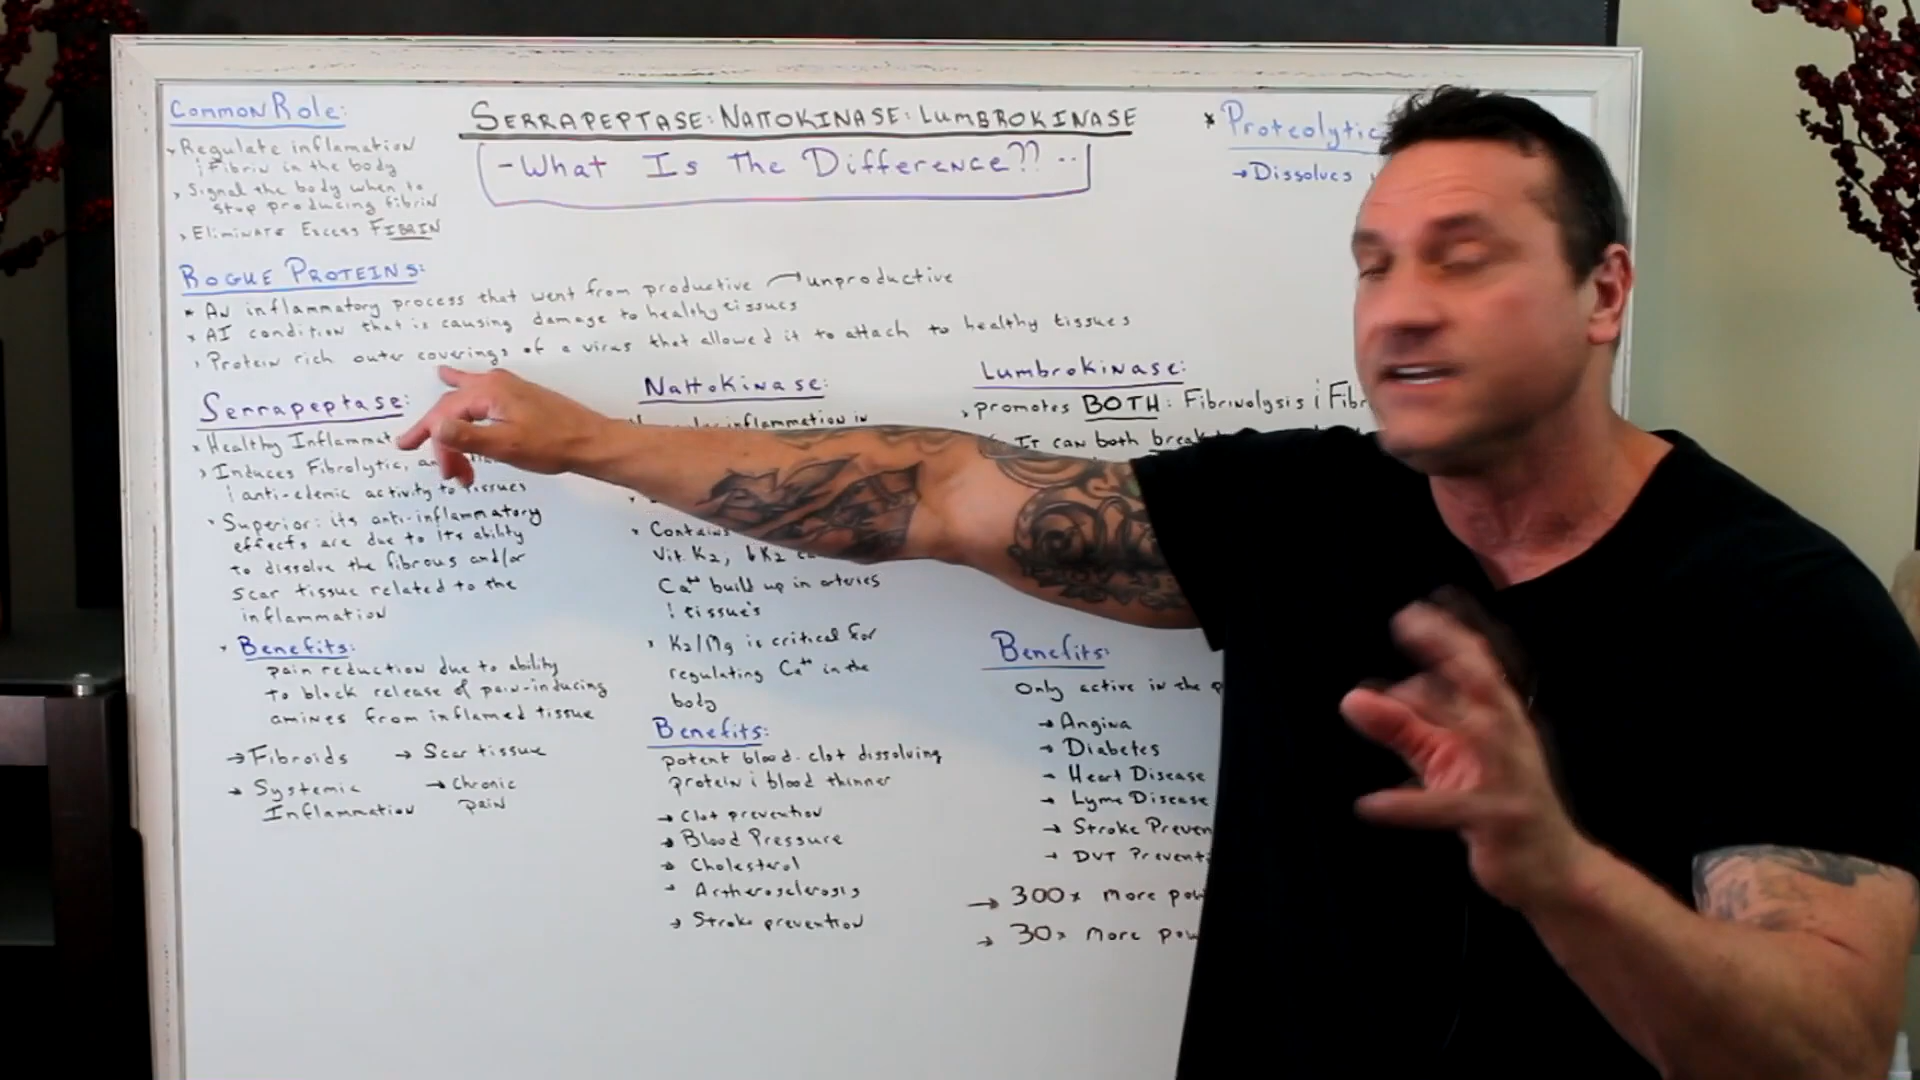 Common Role:
Regulate inflamation
¡ Fibrin in the body
Signal the body when to
stop producing fibrin
Eliminate Excess FIBRIN
SERRAPEPTASE: NATTOKINASE: LUMBROKINASE
- What Is The Difference?? ..
* Proteolytic
→ Dissolves
ROGUE PROTEINS:
* An inflammatory process that went from productive → unproductive
* AI condition that is causing damage to healthy tissues
Protein rich outer coverings of a virus that allowed it to attach to healthy tissues
Serrapeptase:
Healthy Inflammat
Induces Fibrolytic,
¡ anti-edemic activity to tissues
Superior: its anti-inflammatory
effects are due to its ability
to dissolve the fibrous and/or
scar tissue related to the
inflammation
Benefits:
pain reduction due to ability
to block release of pain-inducing
amines from inflamed tissue
→ Fibroids → Scar tissue
→ Systemic Inflammation → Chronic pain
Nattokinase:
inflammation in
Contains
Vit. K2, ¡ K2
Ca++ build up in arteries
¡ tissue's
K2/Mg is critical for
regulating Ca++ in the
body
Benefits:
potent blood-clot dissolving
protein ¡ blood thinner
→ Clot prevention
→ Blood Pressure
→ Cholesterol
→ Artherosclerosis
→ Stroke prevention
Lumbrokinase:
promotes BOTH: Fibrinolysis ¡ Fibr
It can both break
Benefits:
Only active in the p
→ Angina
→ Diabetes
→ Heart Disease
→ Lyme Disease
→ Stroke Preven
→ DVT Preventi
→ 300x more pow
→ 30x more pow